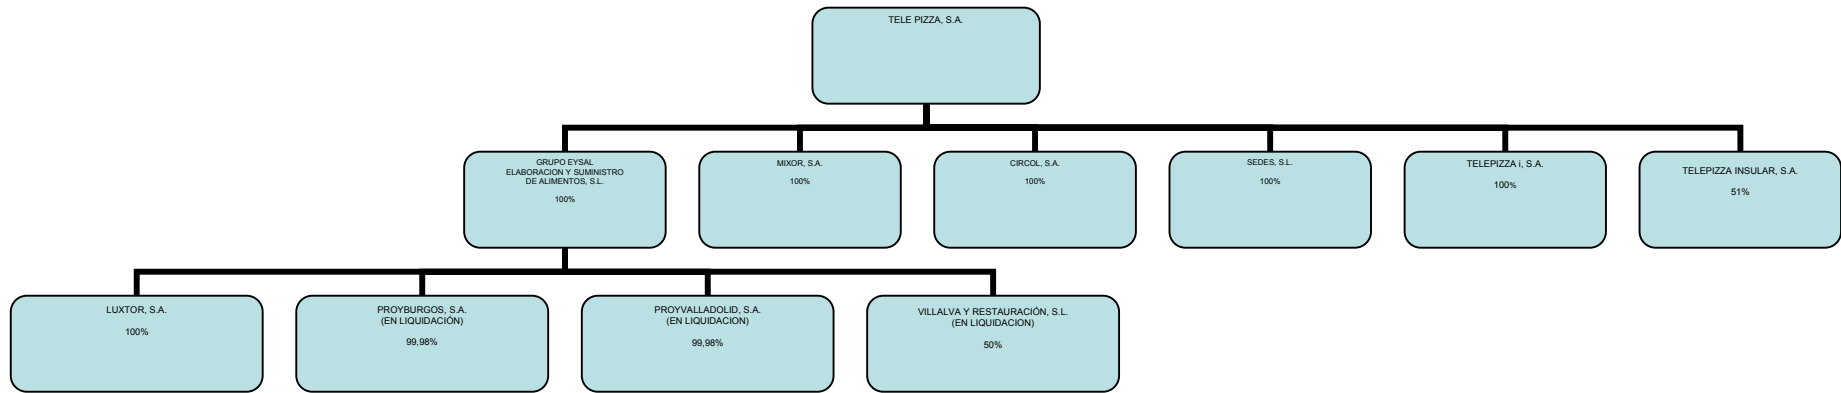 TELE PIZZA, S.A.
GRUPO EYSAL
ELABORACION Y SUMINISTRO
DE ALIMENTOS, S.L.
100%
MIXOR, S.A.
100%
CIRCOL, S.A.
100%
SEDES, S.L.
100%
TELEPIZZA i, S.A.
100%
TELEPIZZA INSULAR, S.A.
51%
LUXTOR, S.A.
100%
PROYBURGOS, S.A.
(EN LIQUIDACIÓN)
99,98%
PROYVALLADOLID, S.A.
(EN LIQUIDACION)
99,98%
VILLALVA Y RESTAURACIÓN, S.L.
(EN LIQUIDACION)
50%